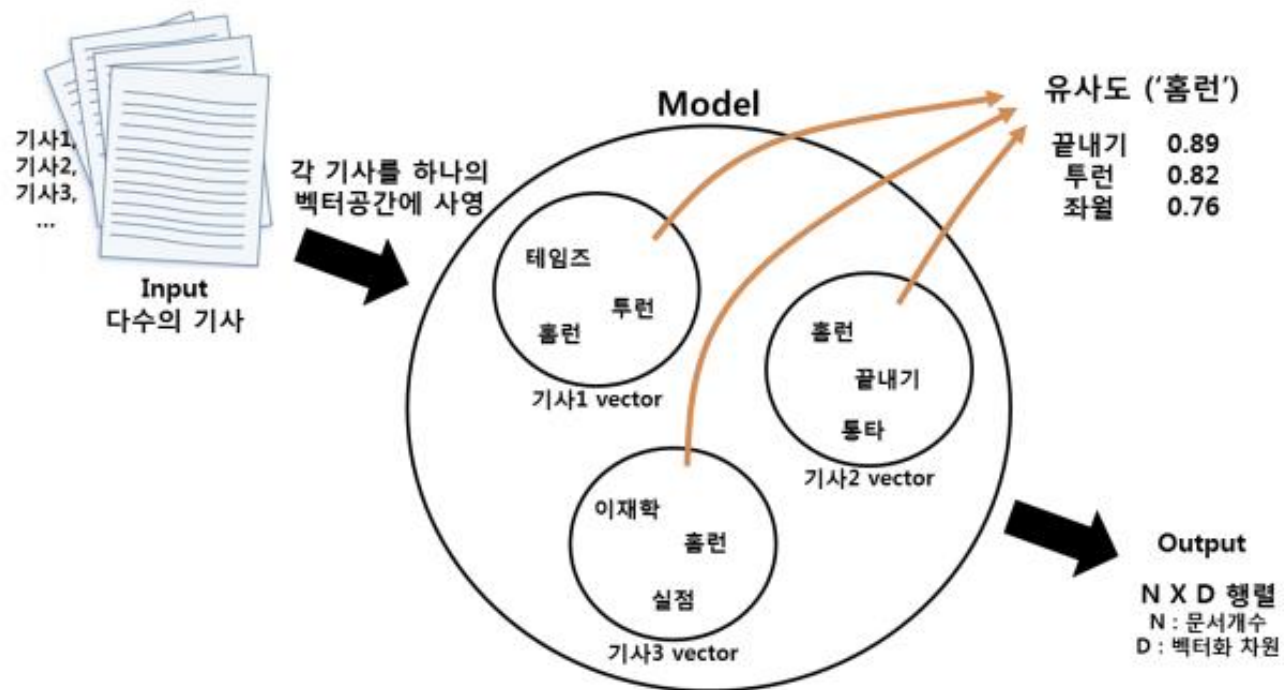 기사1,
기사2,
기사3,
...
Input
다수의 기사
각 기사를 하나의
벡터공간에 사영
Model
테임즈
투런
홈런
기사1 vector
홈런
끝내기
통타
기사2 vector
이재학
홈런
실점
기사3 vector
유사도 (‘홈런’)
끝내기 0.89
투런 0.82
좌월 0.76
Output
N X D 행렬
N : 문서개수
D : 벡터화 차원